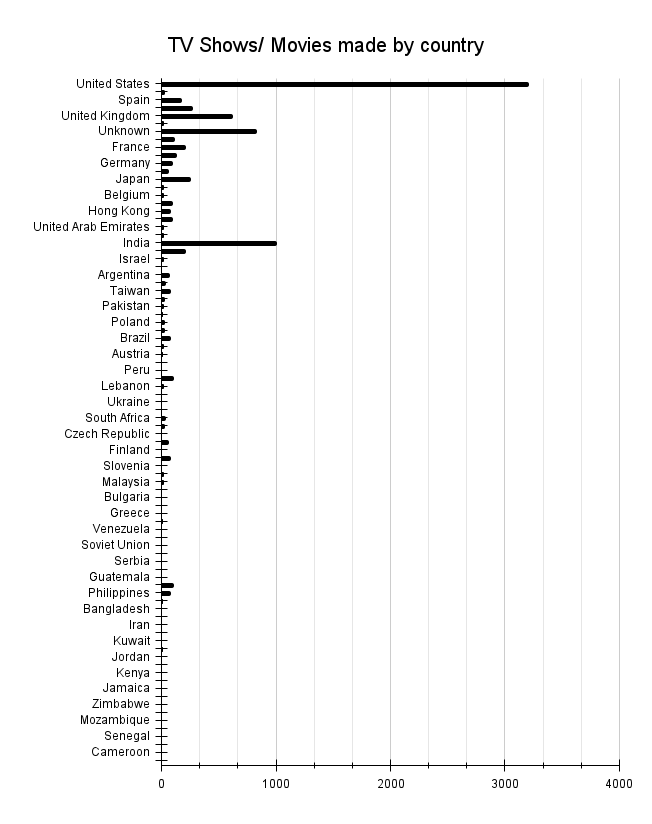 TV Shows/ Movies made by country
United States
Spain
United Kingdom
Unknown
France
Germany
Japan
Belgium
Hong Kong
United Arab Emirates
India
Israel
Argentina
Taiwan
Pakistan
Poland
Brazil
Austria
Peru
Lebanon
Ukraine
South Africa
Czech Republic
Finland
Slovenia
Malaysia
Bulgaria
Greece
Venezuela
Soviet Union
Serbia
Guatemala
Philippines
Bangladesh
Iran
Kuwait
Jordan
Kenya
Jamaica
Zimbabwe
Mozambique
Senegal
Cameroon
0 1000 2000 3000 4000